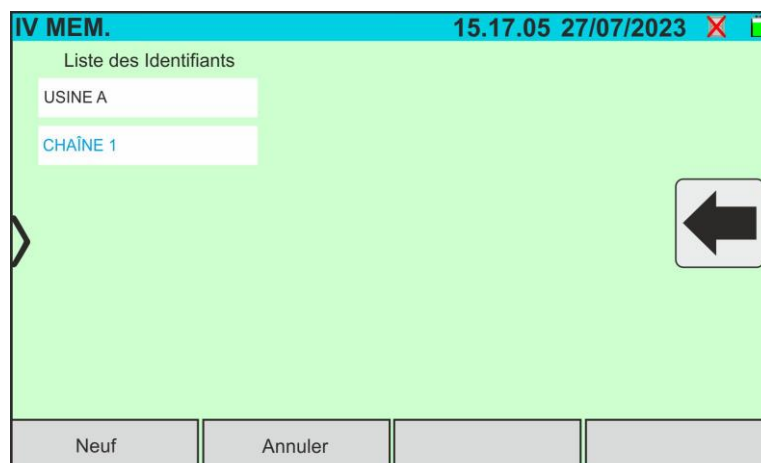 IV MEM. 15.17.05 27/07/2023
Liste des Identifiants
USINE A
CHAÎNE 1
Neuf Annuler